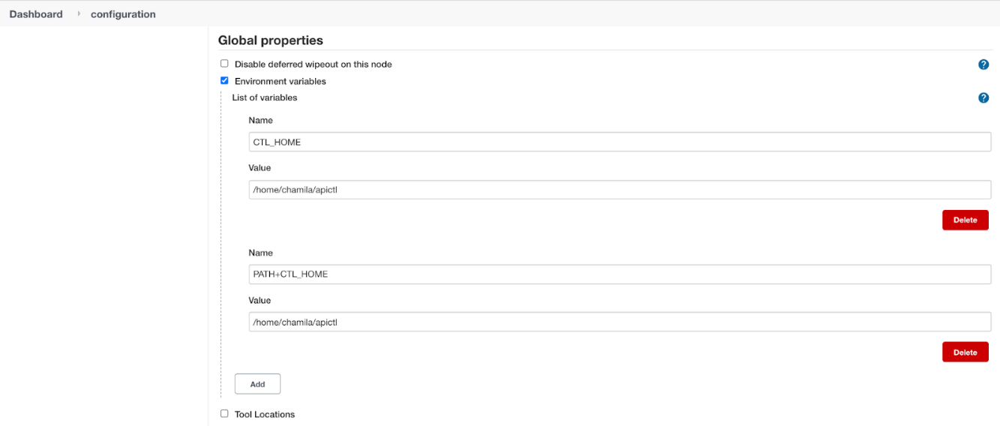 Dashboard configuration
Global properties
Disable deferred wipeout on this node ?
Environment variables
List of variables ?
Name
CTL_HOME
Value
/home/chamila/apictl
Delete
Name
PATH+CTL_HOME
Value
/home/chamila/apictl
Delete
Add
Tool Locations